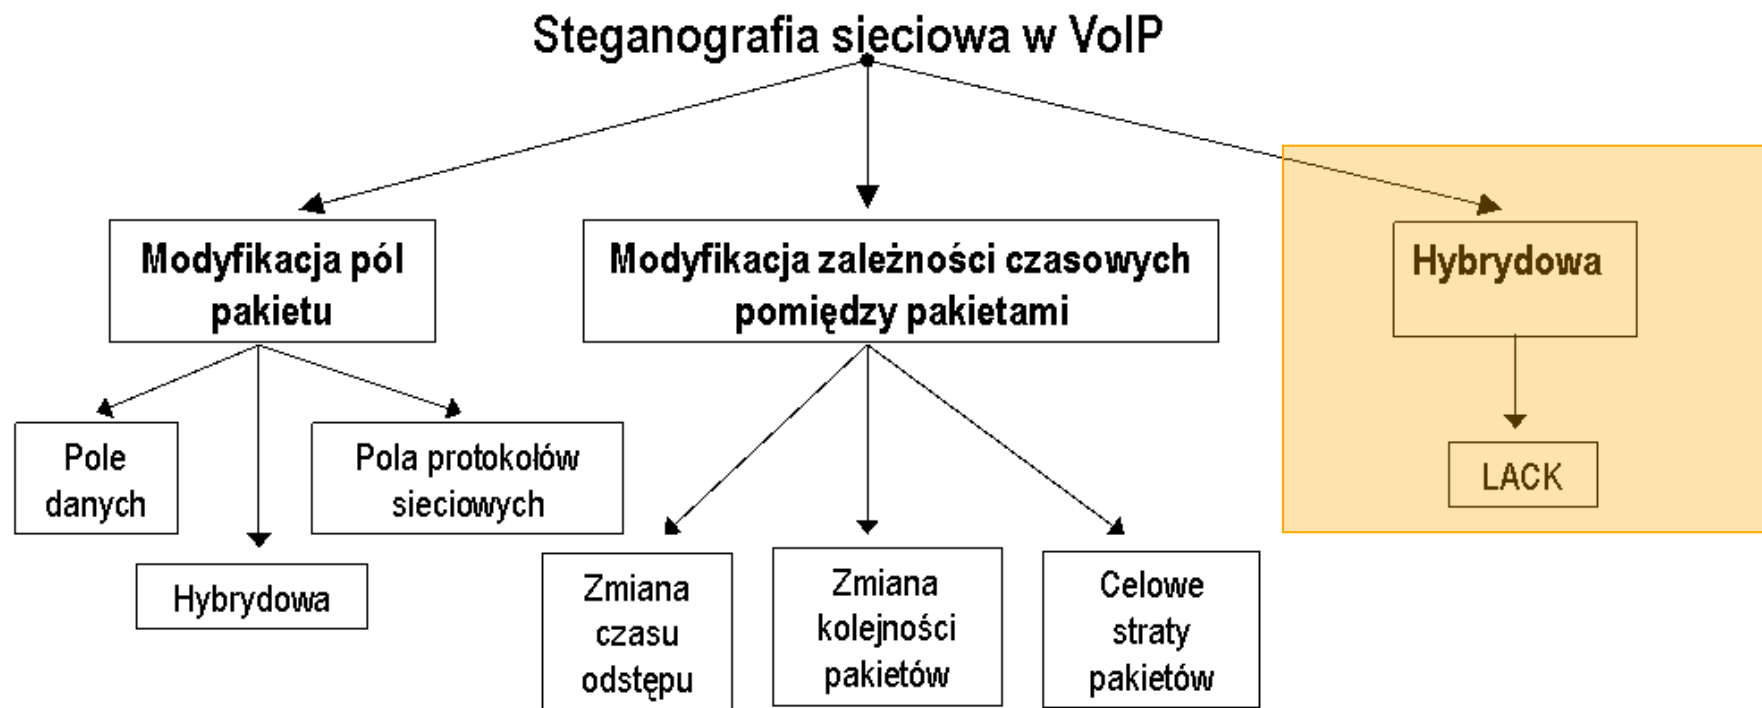 Steganografia sieciowa w VoIP
Modyfikacja pól
pakietu
Modyfikacja zależności czasowych
pomiędzy pakietami
Hybrydowa
Pole
danych
Hybrydowa
Pola protokołów
sieciowych
Zmiana
czasu
odstępu
Zmiana
kolejności
pakietów
Celowe
straty
pakietów
LACK